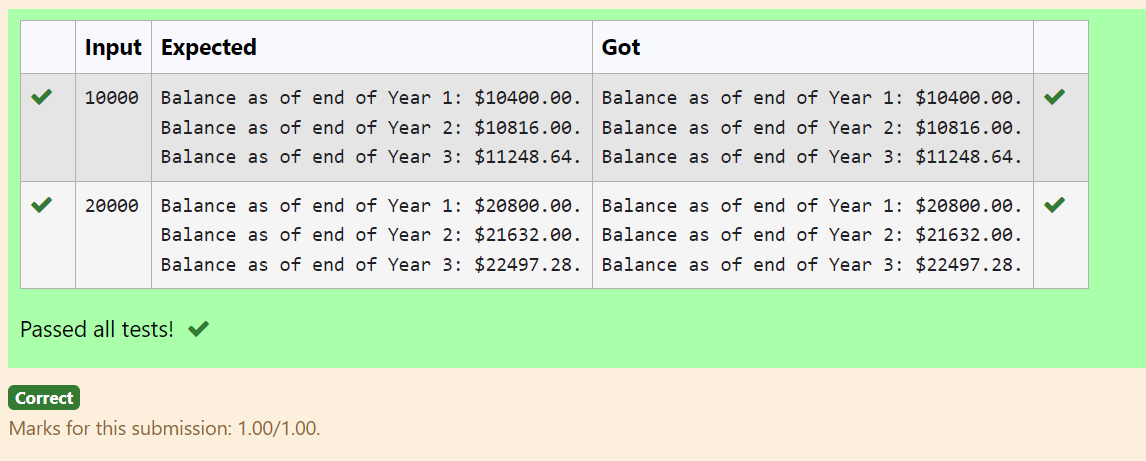 Input Expected Got
10000 Balance as of end of Year 1: $10400.00. Balance as of end of Year 1: $10400.00.
Balance as of end of Year 2: $10816.00. Balance as of end of Year 2: $10816.00.
Balance as of end of Year 3: $11248.64. Balance as of end of Year 3: $11248.64.
20000 Balance as of end of Year 1: $20800.00. Balance as of end of Year 1: $20800.00.
Balance as of end of Year 2: $21632.00. Balance as of end of Year 2: $21632.00.
Balance as of end of Year 3: $22497.28. Balance as of end of Year 3: $22497.28.
Passed all tests!
Correct
Marks for this submission: 1.00/1.00.